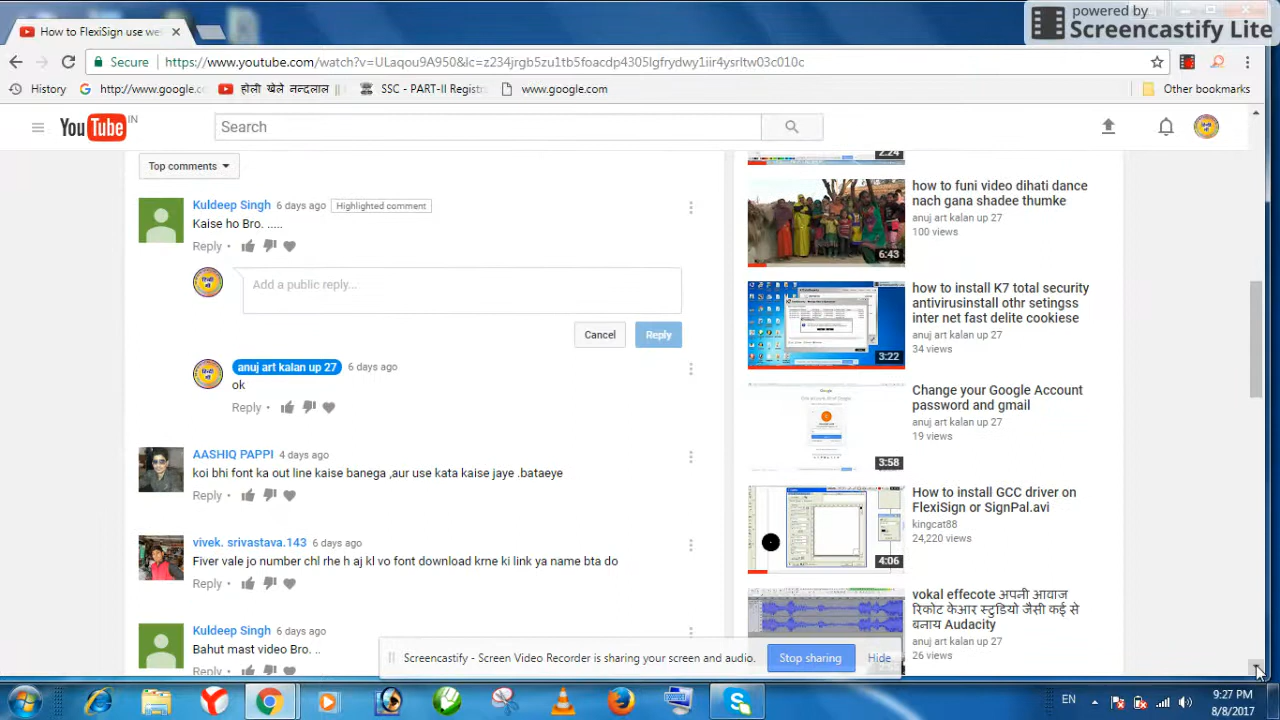 powered by
Screencastify Lite
How to FlexiSign use we
Secure
https://www.youtube.com/watch?v=ULaqou9A950&ic=z234jrgb5zu1tb5foacdp4305lgfrydwy1iir4ysrltw03c010c
History
http://www.google.c
होली खेले नन्दलाल ||
SSC - PART-II Registr
www.google.com
Other bookmarks
YouTube IN
Search
Top comments
Kuldeep Singh 6 days ago Highlighted comment
Kaise ho Bro. .....
Reply
Add a public reply...
Cancel
Reply
anuj art kalan up 27 6 days ago
ok
Reply
AASHIQ PAPPI 4 days ago
koi bhi font ka out line kaise banega ,aur use kata kaise jaye .bataye
Reply
vivek. srivastava.143 6 days ago
Fiver vale jo number chl rhe h aj kl vo font download krne ki link ya name bta do
Reply
Kuldeep Singh 6 days ago
Bahut mast video Bro. ..
Reply
2:24
how to funi video dihati dance
nach gana shadee thumke
anuj art kalan up 27
100 views
6:43
how to install K7 total security
antivirusinstall othr setingss
inter net fast delite cookiese
anuj art kalan up 27
34 views
3:22
Change your Google Account
password and gmail
anuj art kalan up 27
19 views
3:58
How to install GCC driver on
FlexiSign or SignPal.avi
kingcat88
24,220 views
4:06
vokal effecote अपनी आवाज
रिकोट केआर स्टुडियो जैसी कई से
बनाय Audacity
anuj art kalan up 27
26 views
Screencastify - Screen Video Recorder is sharing your screen and audio.
Stop sharing
Hide
EN
9:27 PM
8/8/2017